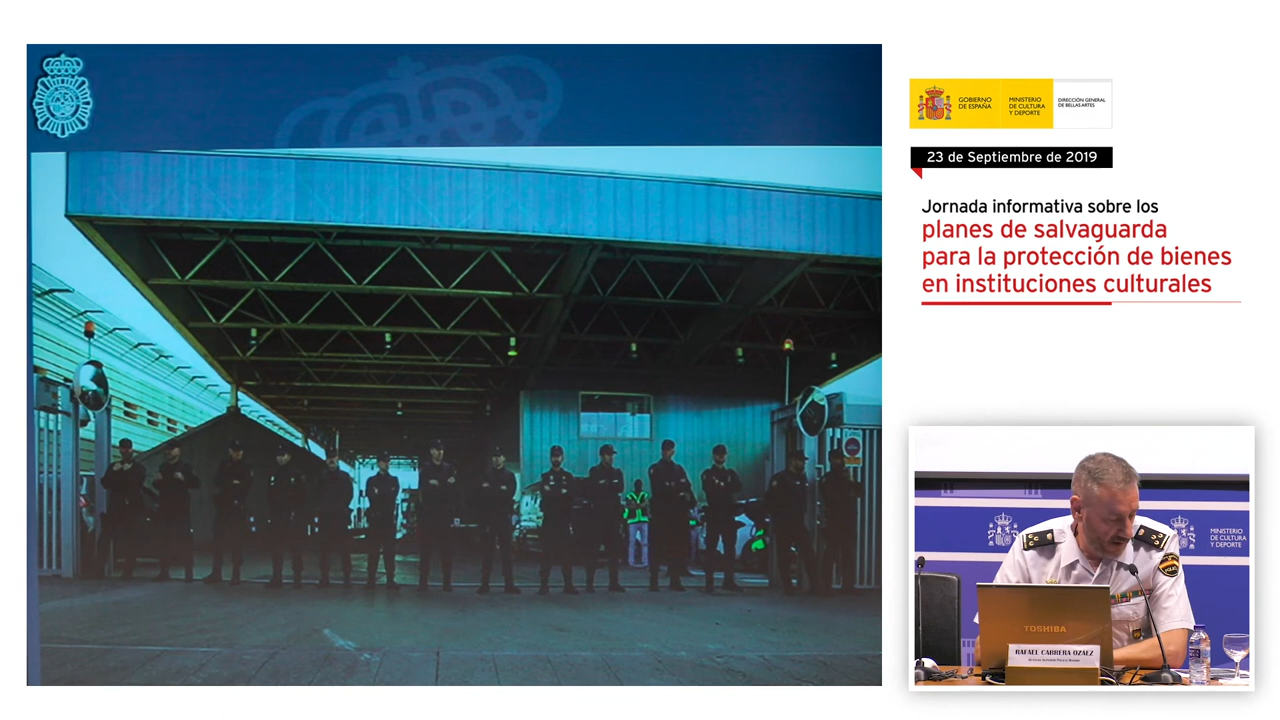 GOBIERNO
DE ESPAÑA
MINISTERIO
DE CULTURA
Y DEPORTE
DIRECCIÓN GENERAL
DE BELLAS ARTES
23 de Septiembre de 2019
Jornada informativa sobre los
planes de salvaguarda
para la protección de bienes
en instituciones culturales
MINISTERIO
DE CULTURA
Y DEPORTE
TOSHIBA
RAFAEL CABRERA OZAEZ